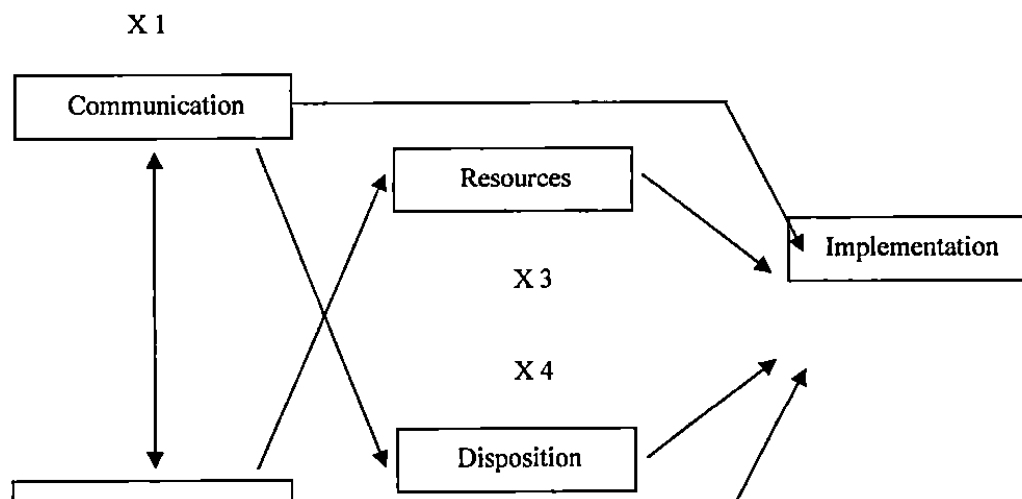 X 1
Communication
Resources
Implementation
X 3
X 4
Disposition